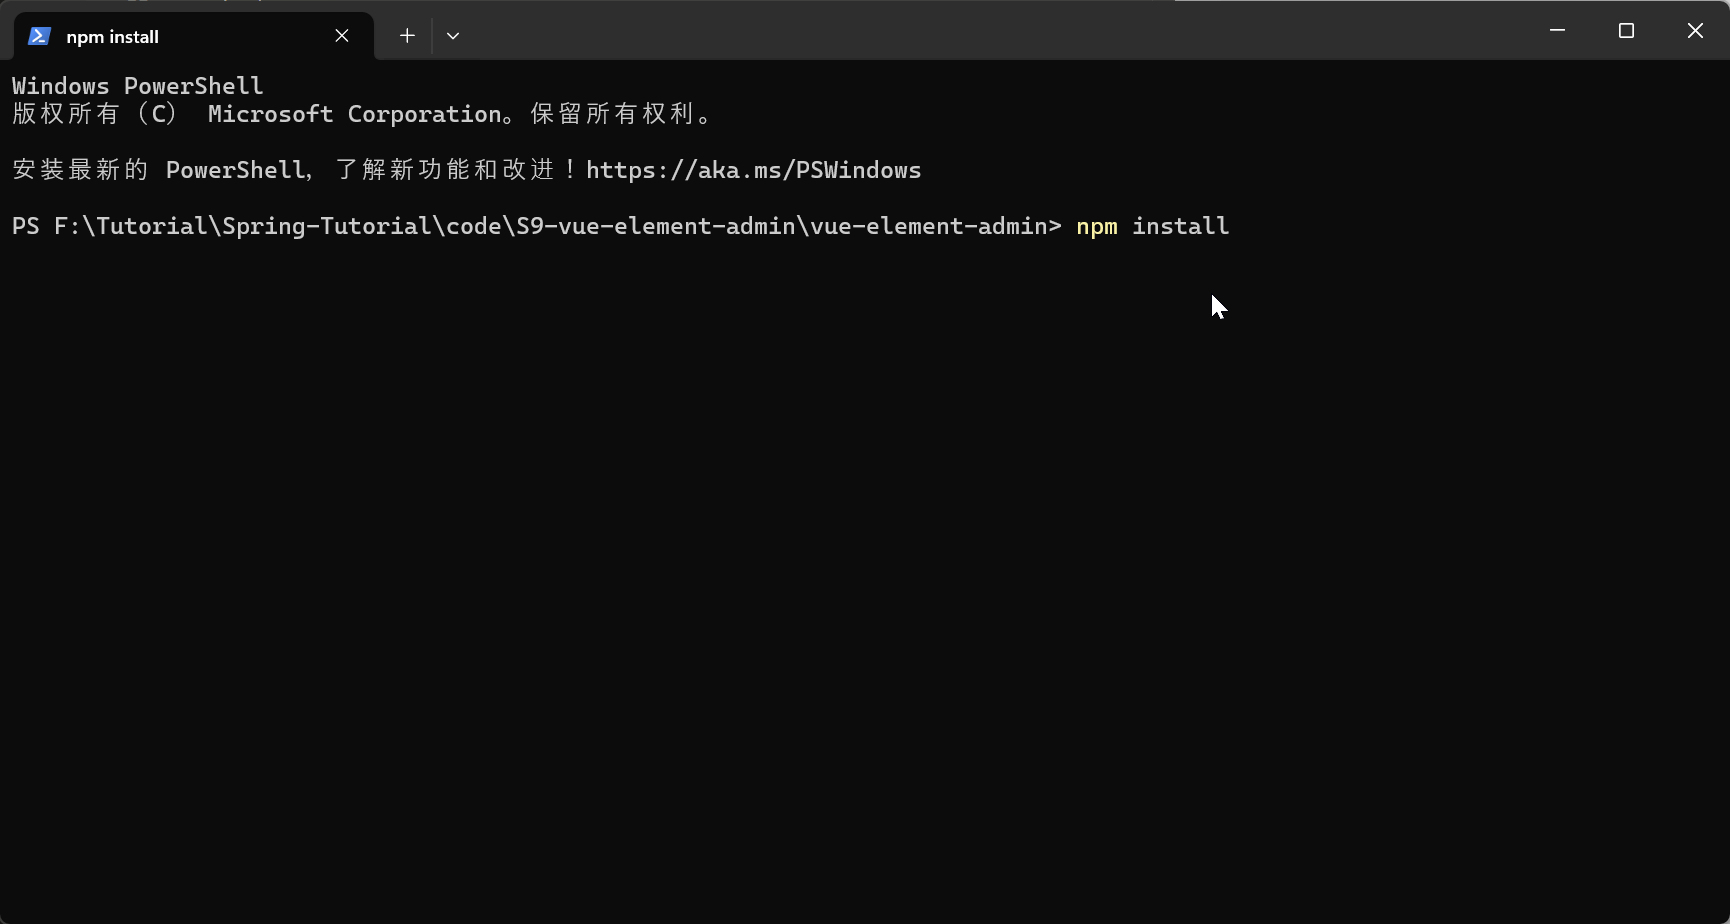 npm install
Windows PowerShell
版权所有（C） Microsoft Corporation。保留所有权利。
安装最新的 PowerShell，了解新功能和改进！https://aka.ms/PSWindows
PS F:\Tutorial\Spring-Tutorial\code\S9-vue-element-admin\vue-element-admin> npm install